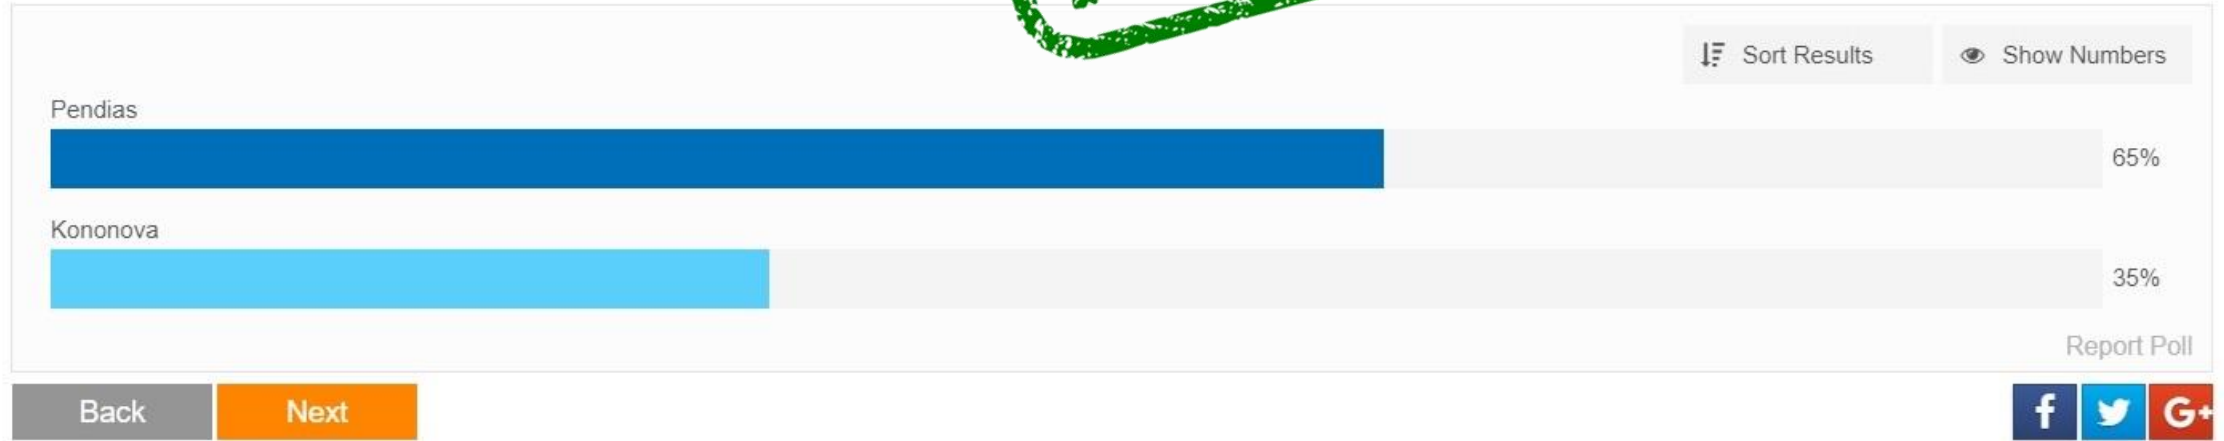 Sort Results
Show Numbers
Pendias
65%
Kononova
35%
Report Poll
Back
Next
f
G+